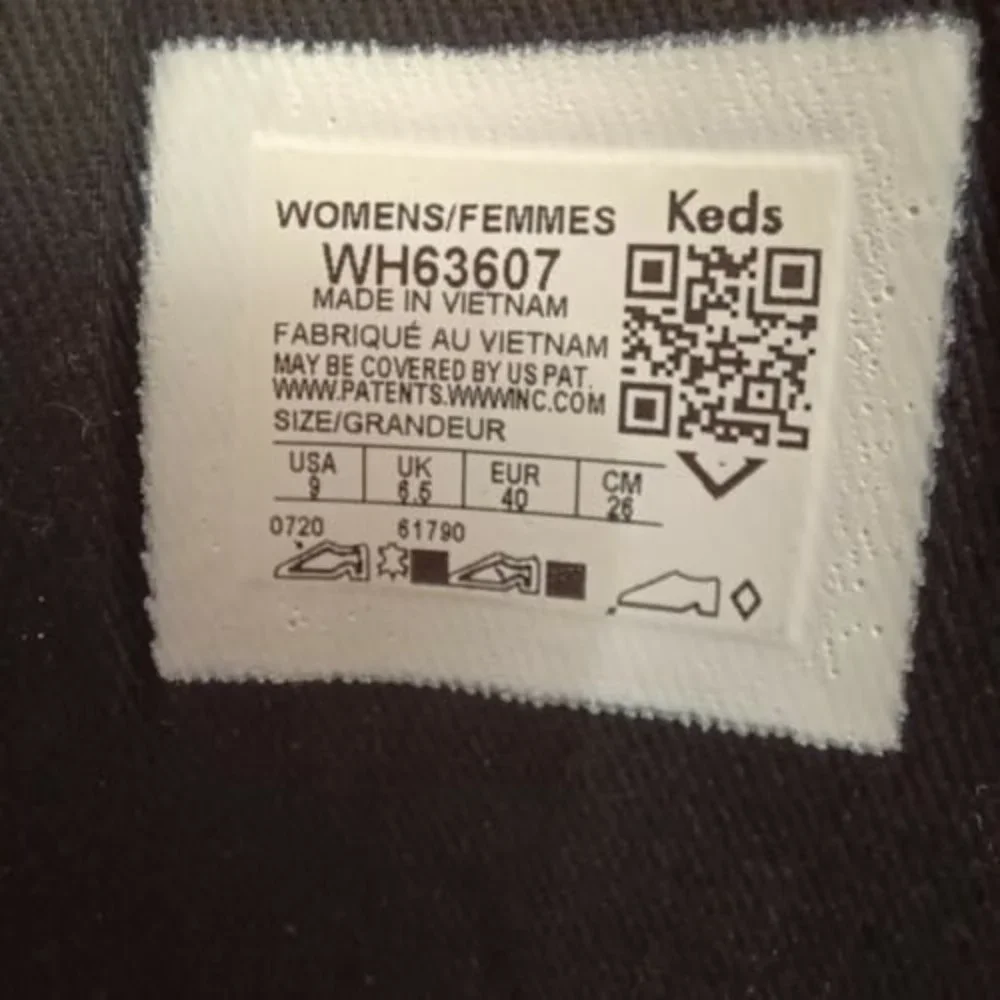 WOMENS/FEMMES
Keds
WH63607
MADE IN VIETNAM
FABRIQUÉ AU VIETNAM
MAY BE COVERED BY US PAT.
WWW.PATENTS.WWWINC.COM
SIZE/GRANDEUR
USA UK EUR CM
9 6.5 40 26
0720 61790